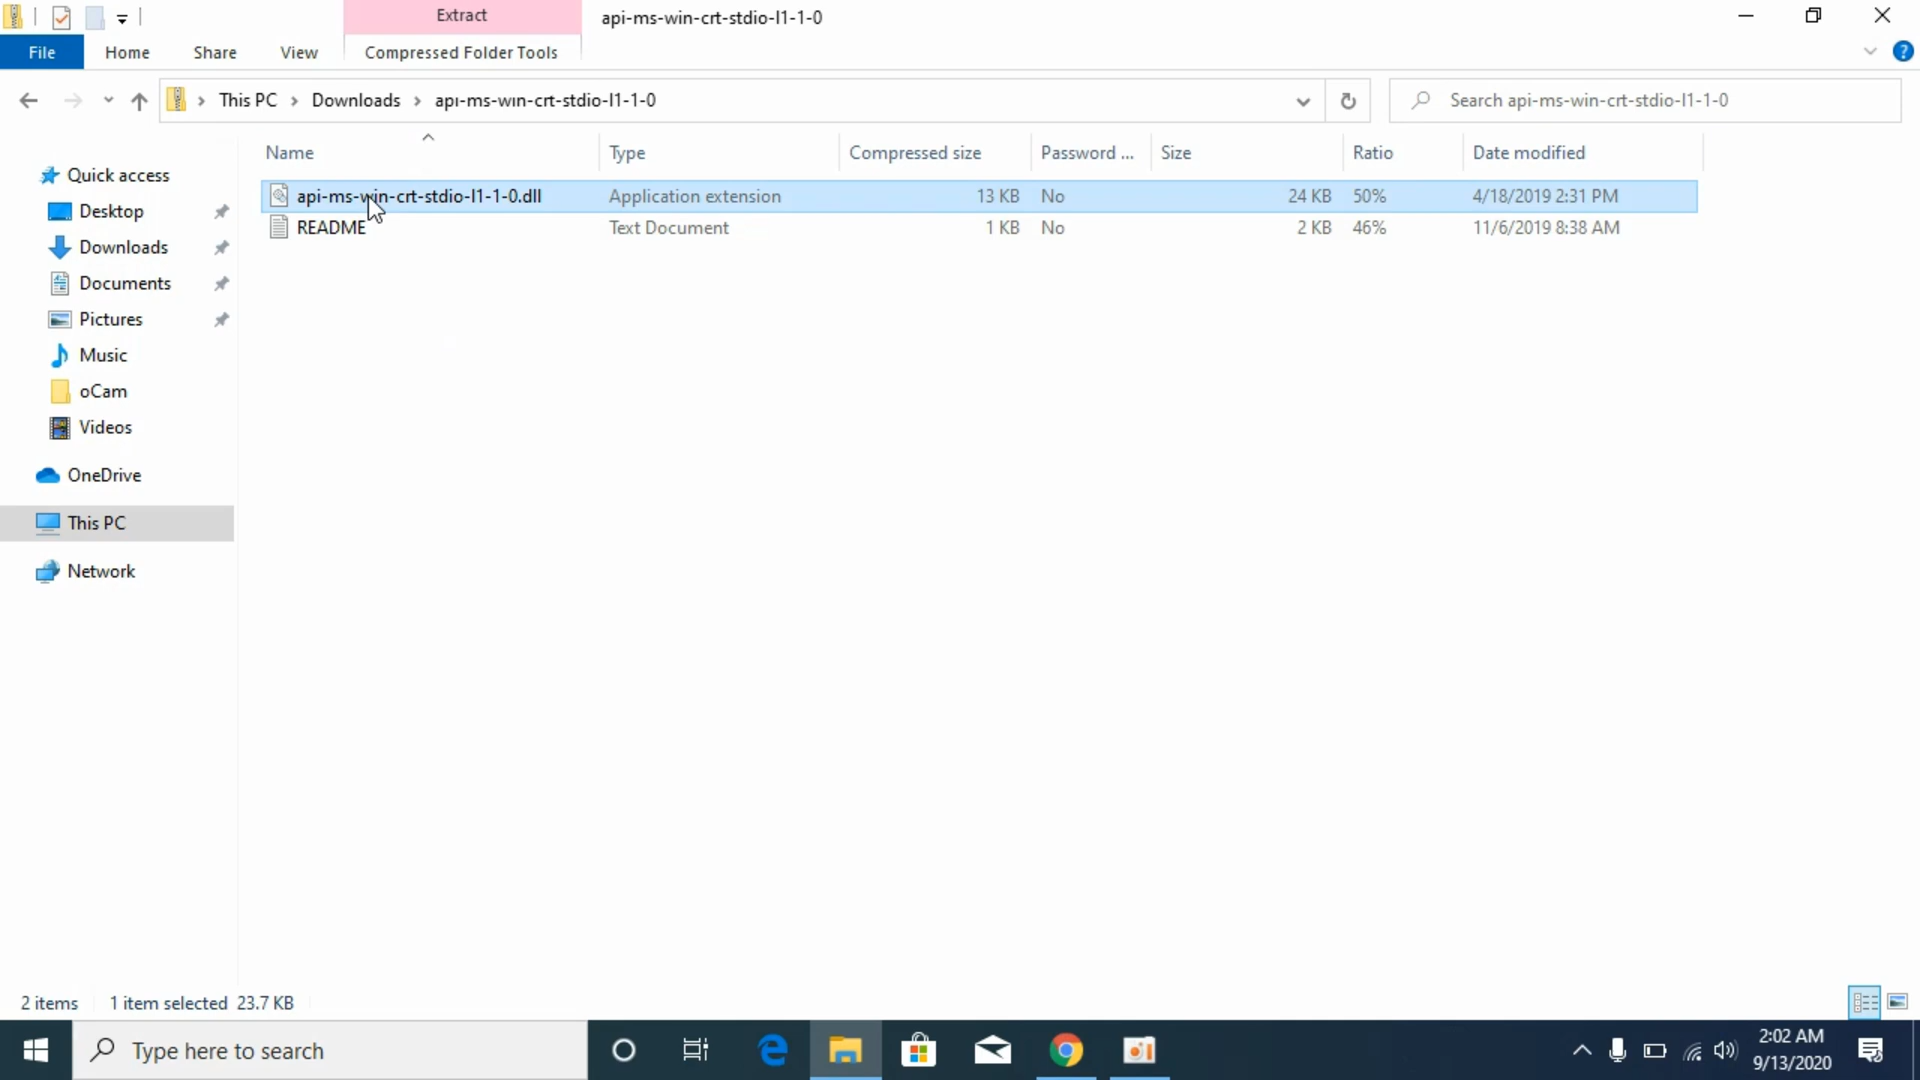 Extract
api-ms-win-crt-stdio-l1-1-0
File
Home
Share
View
Compressed Folder Tools
This PC
Downloads
api-ms-win-crt-stdio-l1-1-0
Search api-ms-win-crt-stdio-l1-1-0
Name
Type
Compressed size
Password ...
Size
Ratio
Date modified
api-ms-win-crt-stdio-l1-1-0.dll
Application extension
13 KB
No
24 KB
50%
4/18/2019 2:31 PM
README
Text Document
1 KB
No
2 KB
46%
11/6/2019 8:38 AM
Quick access
Desktop
Downloads
Documents
Pictures
Music
oCam
Videos
OneDrive
This PC
Network
2 items
1 item selected 23.7 KB
Type here to search
2:02 AM
9/13/2020